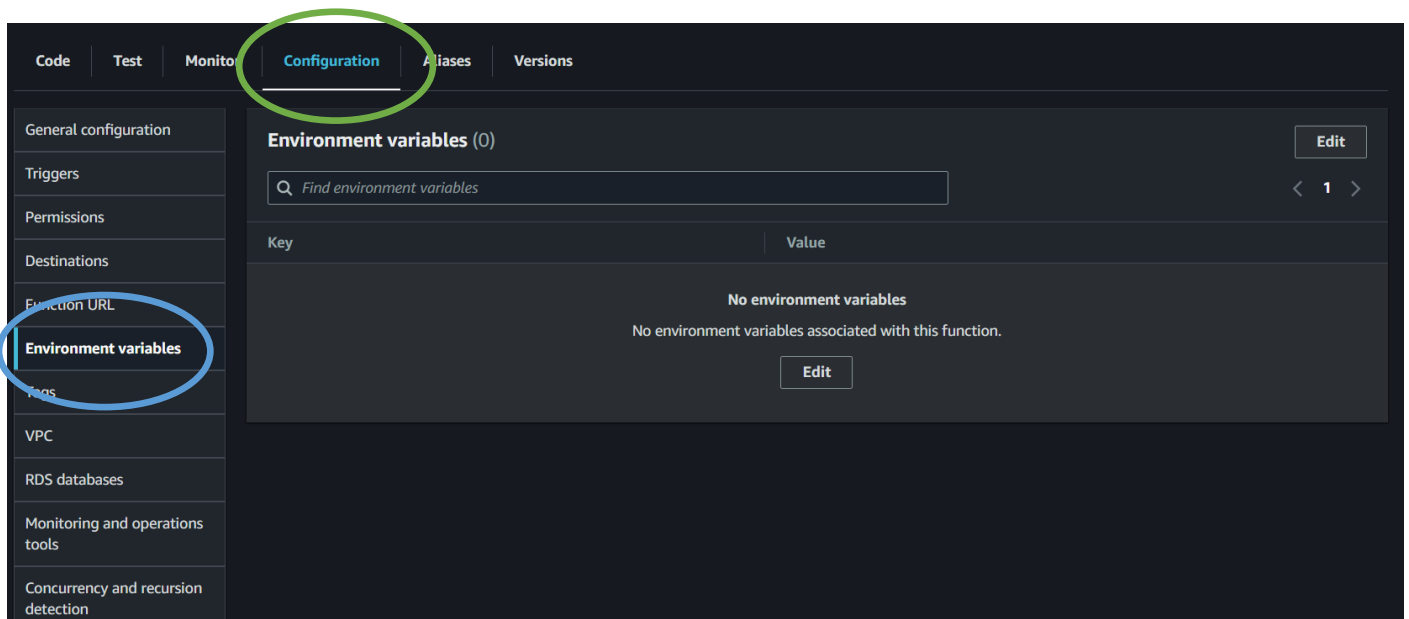 Code Test Monitor Configuration Aliases Versions
General configuration
Triggers
Permissions
Destinations
Function URL
Environment variables
Tags
VPC
RDS databases
Monitoring and operations
tools
Concurrency and recursion
detection
Environment variables (0)
Edit
Find environment variables
1
Key Value
No environment variables
No environment variables associated with this function.
Edit